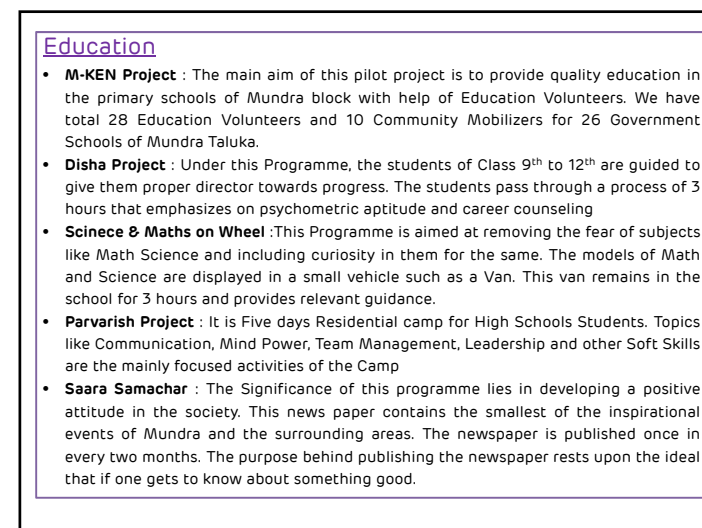 Education
• M-KEN Project : The main aim of this pilot project is to provide quality education in
the primary schools of Mundra block with help of Education Volunteers. We have
total 28 Education Volunteers and 10 Community Mobilizers for 26 Government
Schools of Mundra Taluka.
• Disha Project : Under this Programme, the students of Class 9th to 12th are guided to
give them proper director towards progress. The students pass through a process of 3
hours that emphasizes on psychometric aptitude and career counseling
• Scinece & Maths on Wheel :This Programme is aimed at removing the fear of subjects
like Math Science and including curiosity in them for the same. The models of Math
and Science are displayed in a small vehicle such as a Van. This van remains in the
school for 3 hours and provides relevant guidance.
• Parvarish Project : It is Five days Residential camp for High Schools Students. Topics
like Communication, Mind Power, Team Management, Leadership and other Soft Skills
are the mainly focused activities of the Camp
• Saara Samachar : The Significance of this programme lies in developing a positive
attitude in the society. This news paper contains the smallest of the inspirational
events of Mundra and the surrounding areas. The newspaper is published once in
every two months. The purpose behind publishing the newspaper rests upon the ideal
that if one gets to know about something good.